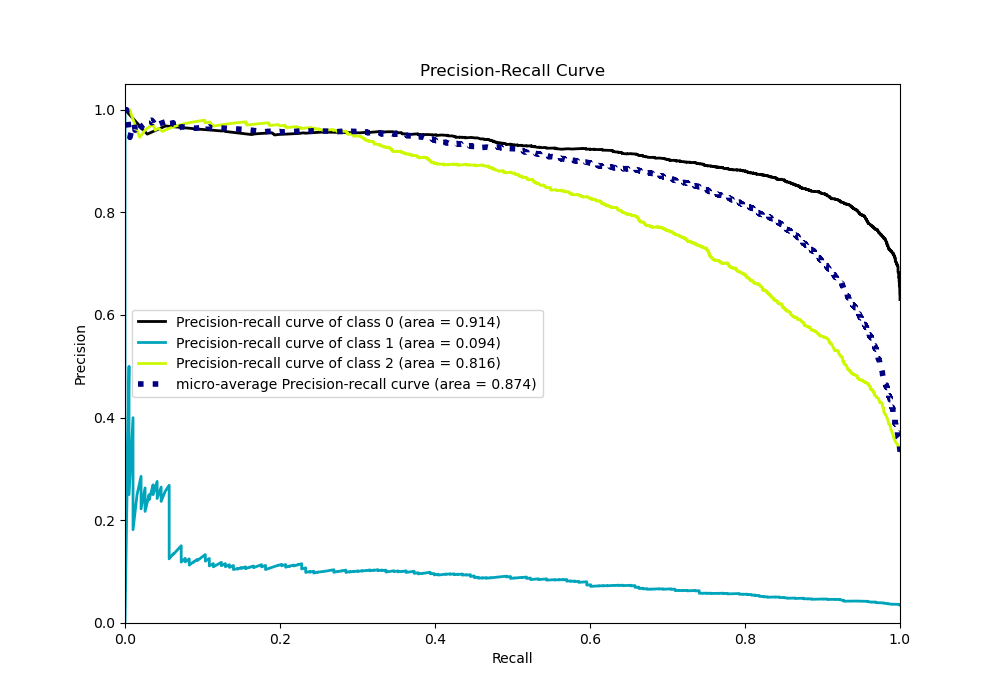 Precision-Recall Curve
1.0
0.8
0.6
0.4
0.2
0.0
Precision
Precision-recall curve of class 0 (area = 0.914)
Precision-recall curve of class 1 (area = 0.094)
Precision-recall curve of class 2 (area = 0.816)
micro-average Precision-recall curve (area = 0.874)
0.0 0.2 0.4 0.6 0.8 1.0
Recall